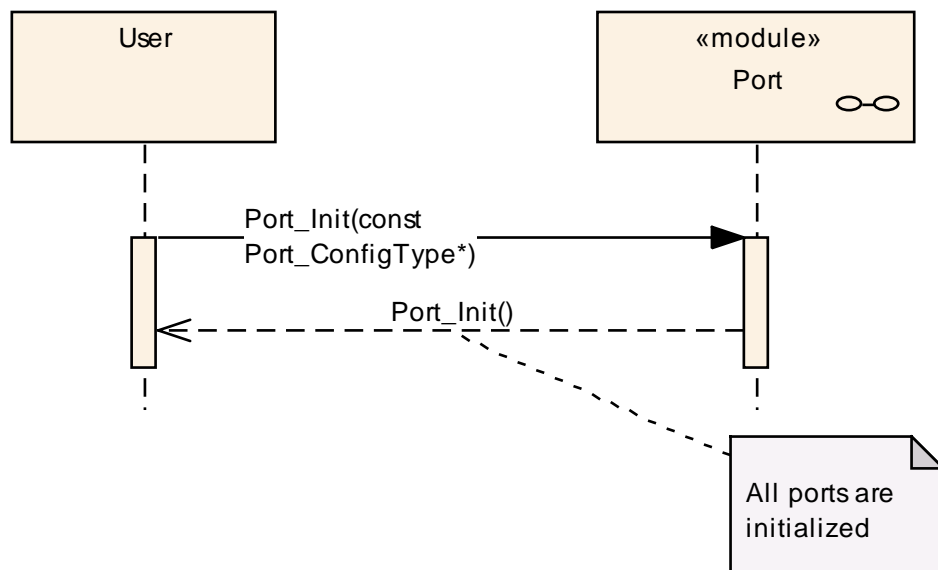 User
«module»
Port
Port_Init(const
Port_ConfigType*)
Port_Init()
All ports are
initialized